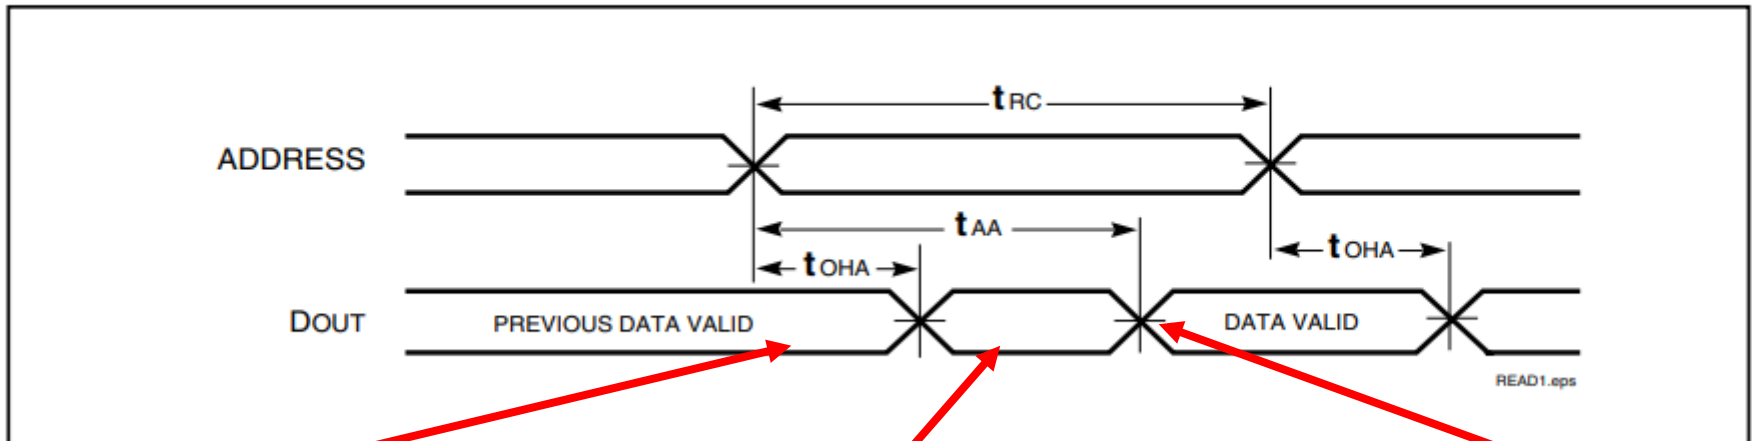 tRC
ADDRESS
tAA
tOHA
tOHA
DOUT
PREVIOUS DATA VALID
DATA VALID
READ1.eps